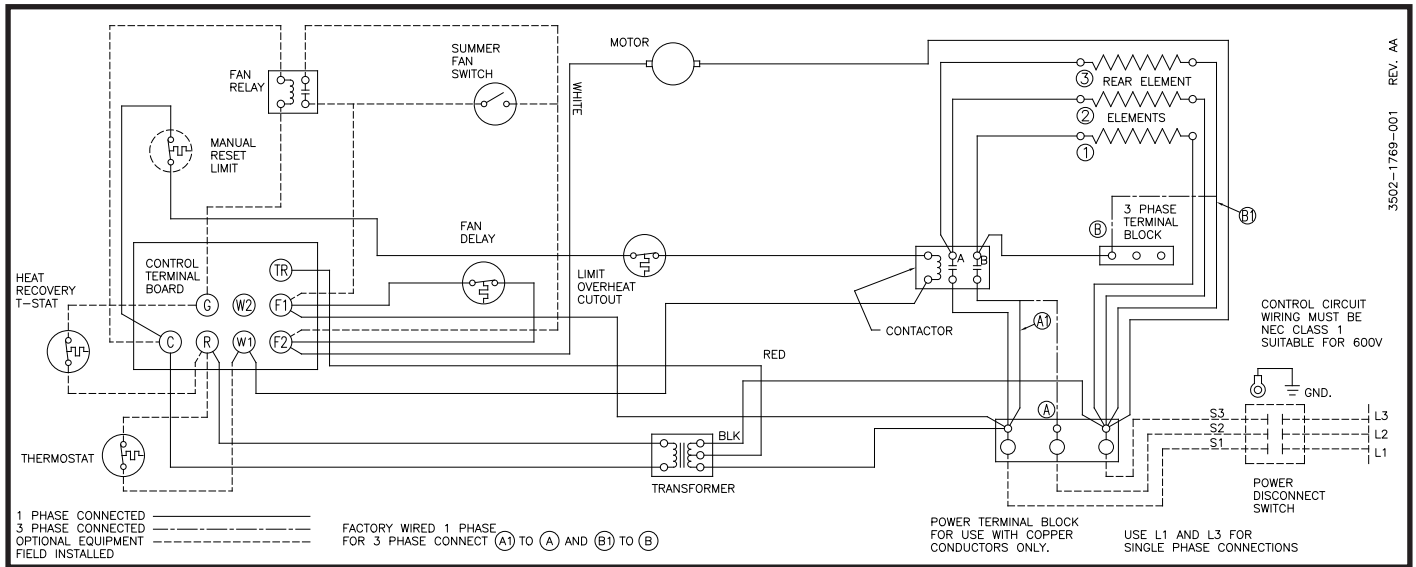 FAN
RELAY
SUMMER
FAN
SWITCH
MOTOR
WHITE
3
REAR ELEMENT
2
ELEMENTS
1
3502-1769-001 REV. AA
MANUAL
RESET
LIMIT
FAN
DELAY
LIMIT
OVERHEAT
CUTOUT
A
B
CONTACTOR
B
3 PHASE
TERMINAL
BLOCK
B1
CONTROL
TERMINAL
BOARD
TR
G
W2
F1
C
R
W1
F2
HEAT
RECOVERY
T-STAT
THERMOSTAT
RED
BLK
TRANSFORMER
A1
A
CONTROL CIRCUIT
WIRING MUST BE
NEC CLASS 1
SUITABLE FOR 600V
GND.
S3
S2
S1
L3
L2
L1
POWER
DISCONNECT
SWITCH
1 PHASE CONNECTED
3 PHASE CONNECTED
OPTIONAL EQUIPMENT
FIELD INSTALLED
FACTORY WIRED 1 PHASE
FOR 3 PHASE CONNECT A1 TO A AND B1 TO B
POWER TERMINAL BLOCK
FOR USE WITH COPPER
CONDUCTORS ONLY.
USE L1 AND L3 FOR
SINGLE PHASE CONNECTIONS